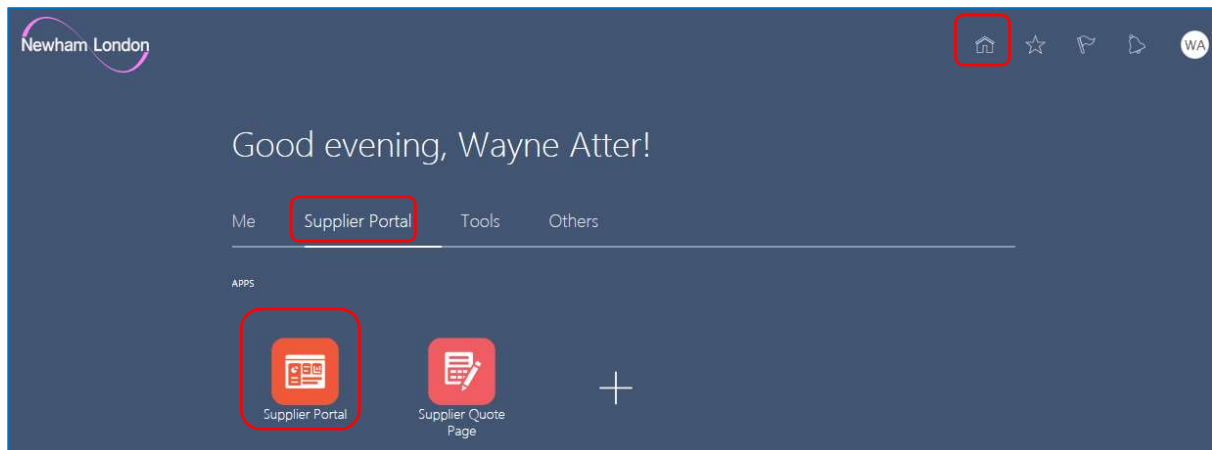 Newham London
WA
Good evening, Wayne Atter!
Me Supplier Portal Tools Others
APPS
Supplier Portal
Supplier Quote
Page